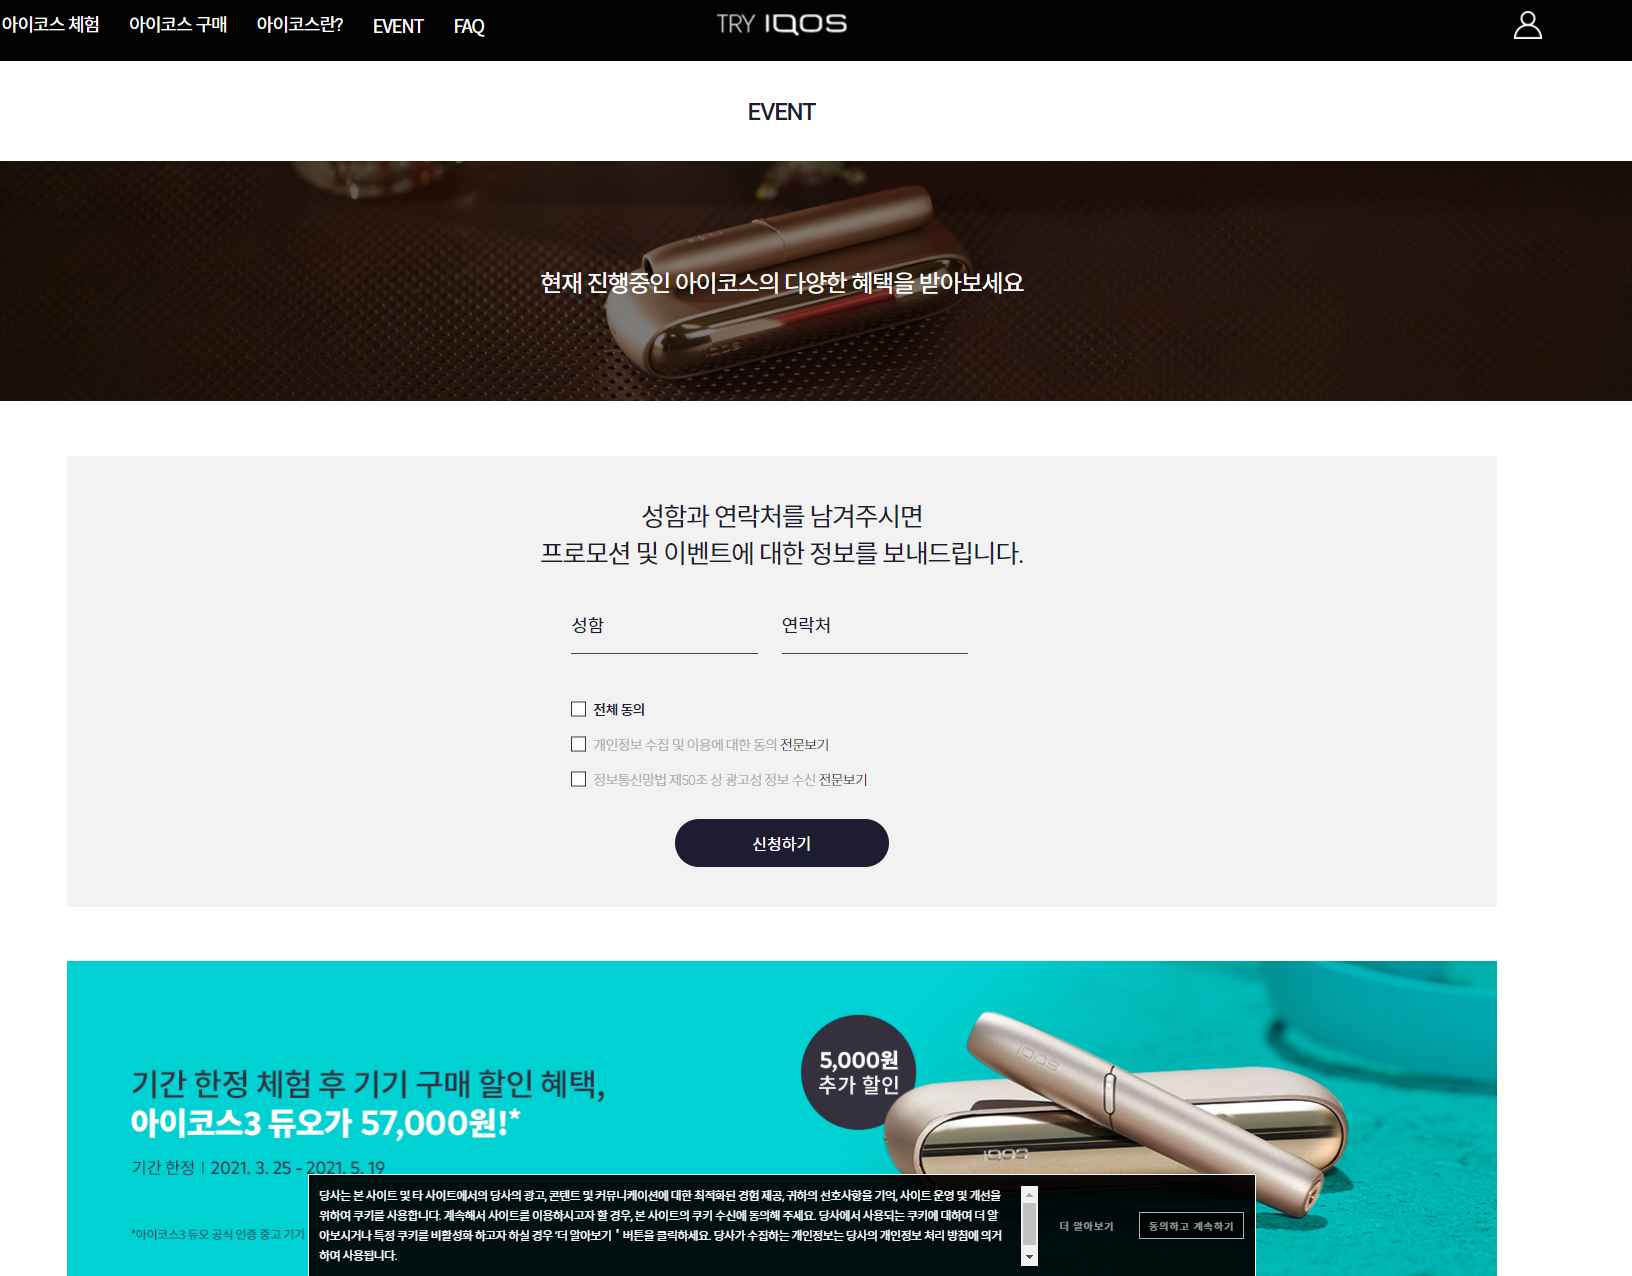 아이코스 체험 아이코스 구매 아이코스란? EVENT FAQ TRY IQOS
EVENT
현재 진행중인 아이코스의 다양한 혜택을 받아보세요
성함과 연락처를 남겨주시면
프로모션 및 이벤트에 대한 정보를 보내드립니다.
성함 연락처
전체 동의
개인정보 수집 및 이용에 대한 동의 전문보기
정보통신망법 제50조 상 광고성 정보 수신 전문보기
신청하기
5,000원
추가 할인
IQOS
기간 한정 체험 후 기기 구매 할인 혜택,
아이코스3 듀오가 57,000원!*
IQOS
기간 한정 | 2021. 3. 25 - 2021. 5. 19
*아이코스3 듀오 공식 인증 중고 기기
당사는 본 사이트 및 타 사이트에서의 당사의 광고, 콘텐트 및 커뮤니케이션에 대한 최적화된 경험 제공, 귀하의 선호사항을 기억, 사이트 운영 및 개선을
위하여 쿠키를 사용합니다. 계속해서 사이트를 이용하시고자 할 경우, 본 사이트의 쿠키 수신에 동의해 주세요. 당사에서 사용되는 쿠키에 대하여 더 알
아보시거나 특정 쿠키를 비활성화 하고자 하실 경우 '더 알아보기 " 버튼을 클릭하세요. 당사가 수집하는 개인정보는 당사의 개인정보 처리 방침에 의거
하여 사용됩니다.
더 알아보기
동의하고 계속하기